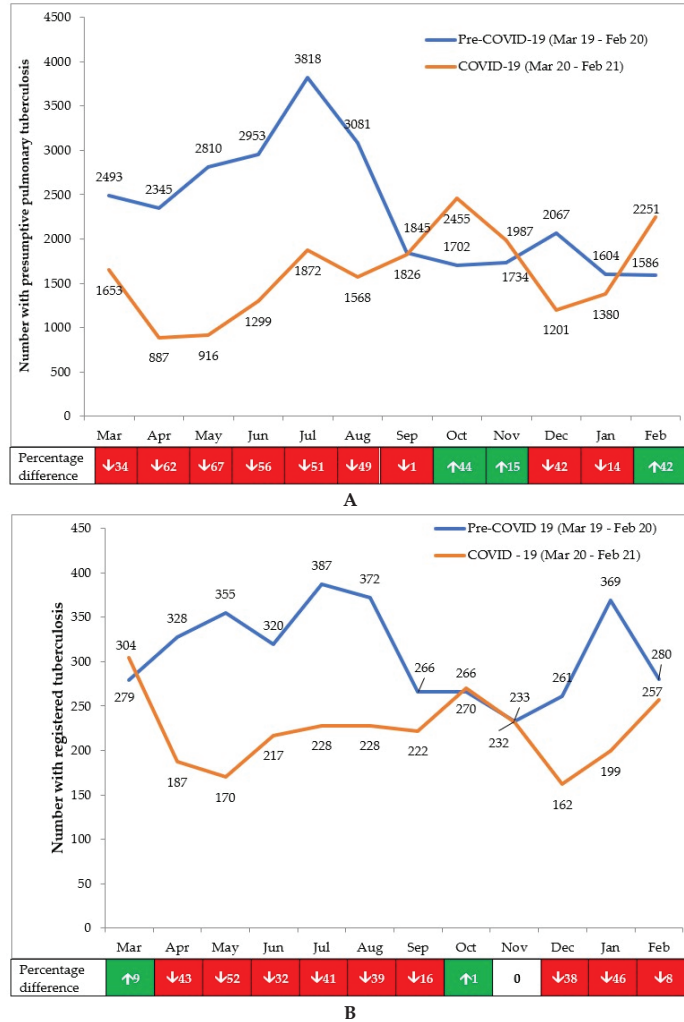 4500
4000
3500
3000
2500
2000
1500
1000
500
0
Number with presumptive pulmonary tuberculosis
Pre-COVID-19 (Mar 19 - Feb 20)
COVID-19 (Mar 20 - Feb 21)
2493 2345 2810 2953 3818 3081 1845 1702 1734 2067 1604 1586
1653 887 916 1299 1872 1568 1826 2455 1987 1201 1380 2251
Mar Apr May Jun Jul Aug Sep Oct Nov Dec Jan Feb
Percentage difference ↓34 ↓62 ↓67 ↓56 ↓51 ↓49 ↓1 ↑44 ↑15 ↓42 ↓14 ↑42
A
450
400
350
300
250
200
150
100
50
0
Number with registered tuberculosis
Pre-COVID 19 (Mar 19 - Feb 20)
COVID - 19 (Mar 20 - Feb 21)
279 328 355 320 387 372 266 266 233 261 369 280
304 187 170 217 228 228 222 270 232 162 199 257
Mar Apr May Jun Jul Aug Sep Oct Nov Dec Jan Feb
Percentage difference ↑9 ↓43 ↓52 ↓32 ↓41 ↓39 ↓16 ↑1 0 ↓38 ↓46 ↓8
B